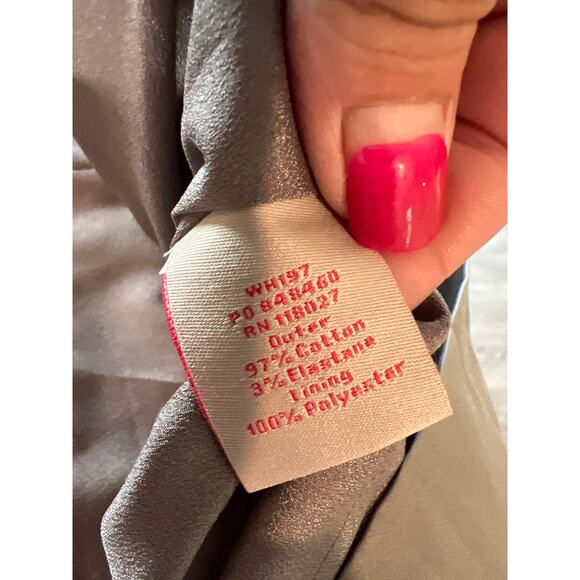 WH197
PO 848460
RN 118027
Outer
97% Cotton
3% Elastane
Lining
100% Polyester